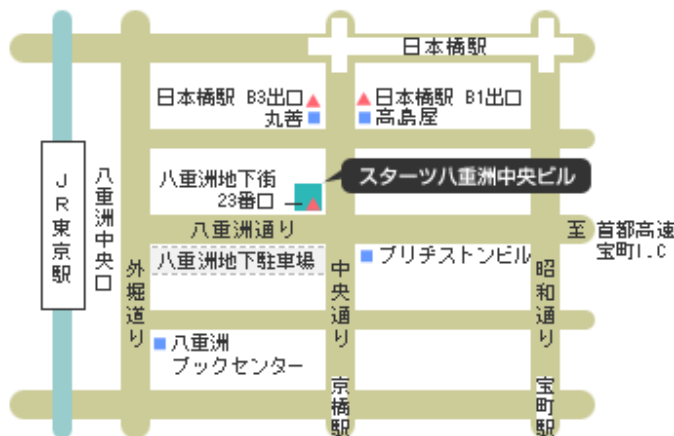 日本橋駅
日本橋駅 B3出口
丸善
日本橋駅 B1出口
高島屋
JR東京駅
八重洲中央口
八重洲地下街
23番口
スターツ八重洲中央ビル
八重洲通り
至 首都高速
宝町I.C
八重洲地下駐車場
外堀道り
中央通り
ブリヂストンビル
昭和通り
八重洲
ブックセンター
京橋駅
宝町駅